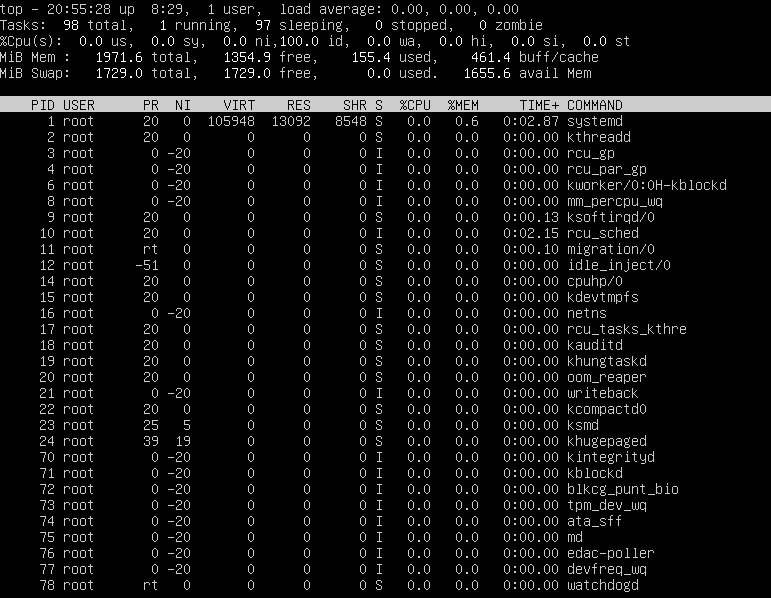 top - 20:55:28 up  8:29,  1 user,  load average: 0.00, 0.00, 0.00
Tasks:  98 total,   1 running,  97 sleeping,   0 stopped,   0 zombie
%Cpu(s):  0.0 us,  0.0 sy,  0.0 ni,100.0 id,  0.0 wa,  0.0 hi,  0.0 si,  0.0 st
MiB Mem :   1971.6 total,   1354.9 free,    155.4 used,    461.4 buff/cache
MiB Swap:   1729.0 total,   1729.0 free,      0.0 used.   1655.6 avail Mem
PID USER      PR  NI    VIRT    RES    SHR S  %CPU  %MEM     TIME+ COMMAND
1 root      20   0  105948  13092   8548 S   0.0   0.6   0:02.87 systemd
2 root      20   0       0      0      0 S   0.0   0.0   0:00.00 kthreadd
3 root       0 -20       0      0      0 I   0.0   0.0   0:00.00 rcu_gp
4 root       0 -20       0      0      0 I   0.0   0.0   0:00.00 rcu_par_gp
6 root       0 -20       0      0      0 I   0.0   0.0   0:00.00 kworker/0:0H-kblockd
8 root       0 -20       0      0      0 I   0.0   0.0   0:00.00 mm_percpu_wq
9 root      20   0       0      0      0 S   0.0   0.0   0:00.13 ksoftirqd/0
10 root      20   0       0      0      0 I   0.0   0.0   0:02.15 rcu_sched
11 root      rt   0       0      0      0 S   0.0   0.0   0:00.10 migration/0
12 root     -51   0       0      0      0 S   0.0   0.0   0:00.00 idle_inject/0
14 root      20   0       0      0      0 S   0.0   0.0   0:00.00 cpuhp/0
15 root      20   0       0      0      0 S   0.0   0.0   0:00.00 kdevtmpfs
16 root       0 -20       0      0      0 I   0.0   0.0   0:00.00 netns
17 root      20   0       0      0      0 S   0.0   0.0   0:00.00 rcu_tasks_kthre
18 root      20   0       0      0      0 S   0.0   0.0   0:00.00 kauditd
19 root      20   0       0      0      0 S   0.0   0.0   0:00.00 khungtaskd
20 root      20   0       0      0      0 S   0.0   0.0   0:00.00 oom_reaper
21 root       0 -20       0      0      0 I   0.0   0.0   0:00.00 writeback
22 root      20   0       0      0      0 S   0.0   0.0   0:00.00 kcompactd0
23 root      25   5       0      0      0 S   0.0   0.0   0:00.00 ksmd
24 root      39  19       0      0      0 S   0.0   0.0   0:00.00 khugepaged
70 root       0 -20       0      0      0 I   0.0   0.0   0:00.00 kintegrityd
71 root       0 -20       0      0      0 I   0.0   0.0   0:00.00 kblockd
72 root       0 -20       0      0      0 I   0.0   0.0   0:00.00 blkcg_punt_bio
73 root       0 -20       0      0      0 I   0.0   0.0   0:00.00 tpm_dev_wq
74 root       0 -20       0      0      0 I   0.0   0.0   0:00.00 ata_sff
75 root       0 -20       0      0      0 I   0.0   0.0   0:00.00 md
76 root       0 -20       0      0      0 I   0.0   0.0   0:00.00 edac-poller
77 root       0 -20       0      0      0 I   0.0   0.0   0:00.00 devfreq_wq
78 root      rt   0       0      0      0 S   0.0   0.0   0:00.00 watchdogd